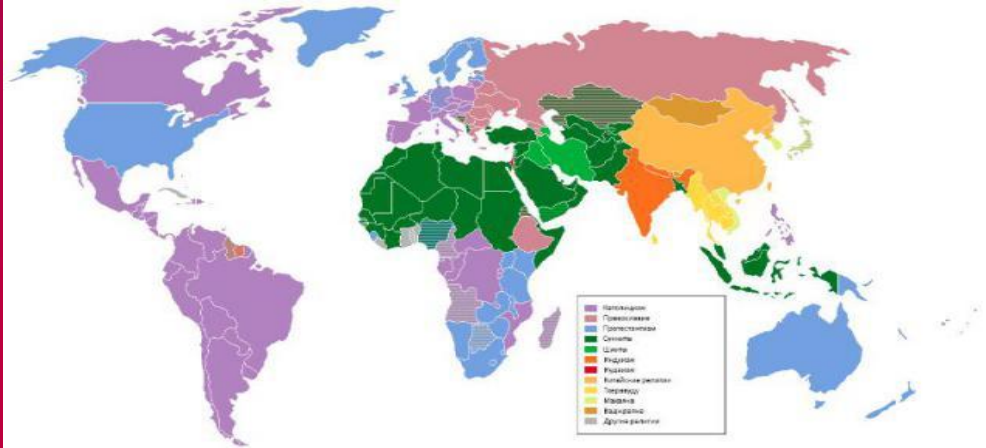 Католицизм
Православие
Протестантизм
Сунниты
Шииты
Индуизм
Иудаизм
Китайские религии
Тхеравада
Махаяна
Ваджраяна
Другие религии